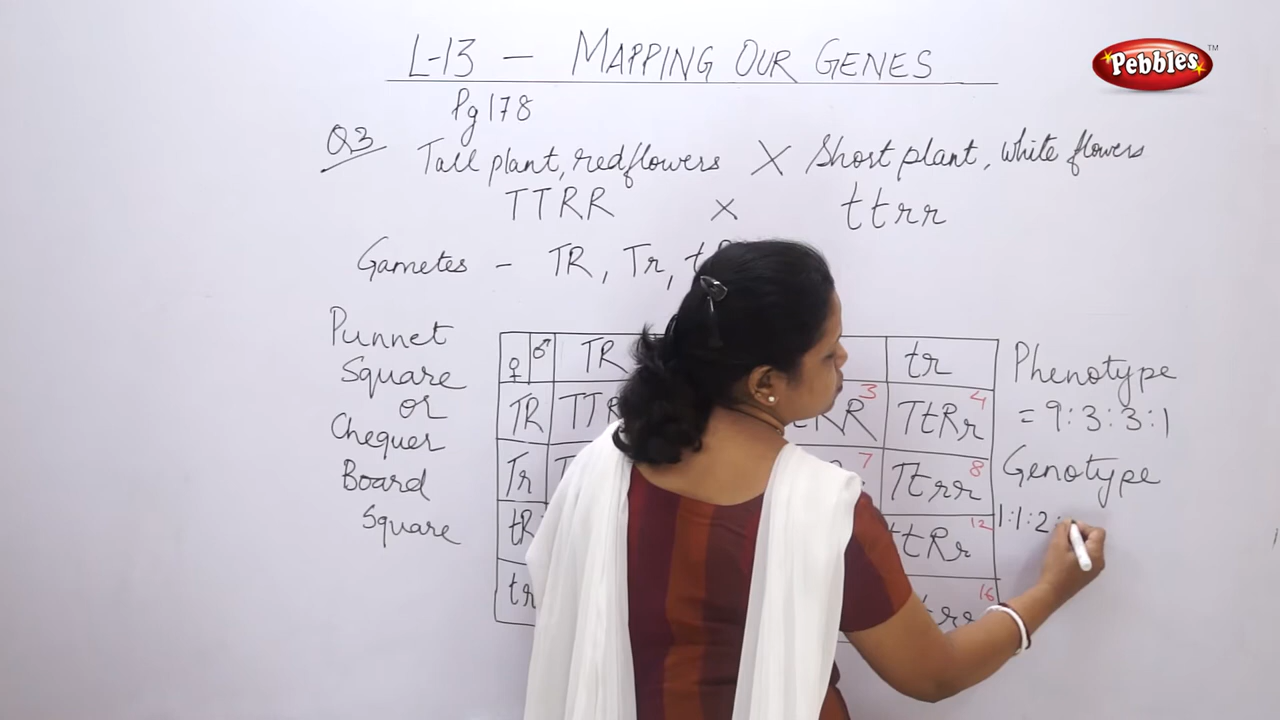 L-13 — MAPPING OUR GENES
Pebbles TM
Pg 178
Q3 Tall plant, red flowers X Short plant, white flowers
TTRR x ttrr
Gametes - TR, Tr,
Punnet
Square
or
Chequer
Board
Square
♀ ♂ TR tr
TR 3 TtRr 4
Tr 7 Ttrr 8
tR ttRr 12
tr 16
Phenotype
= 9:3:3:1
Genotype
1:1:2: